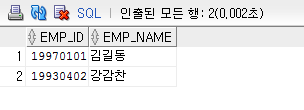 SQL | 인출된 모든 행: 2(0,002초)
EMP_ID EMP_NAME
1 19970101 김길동
2 19930402 강감찬